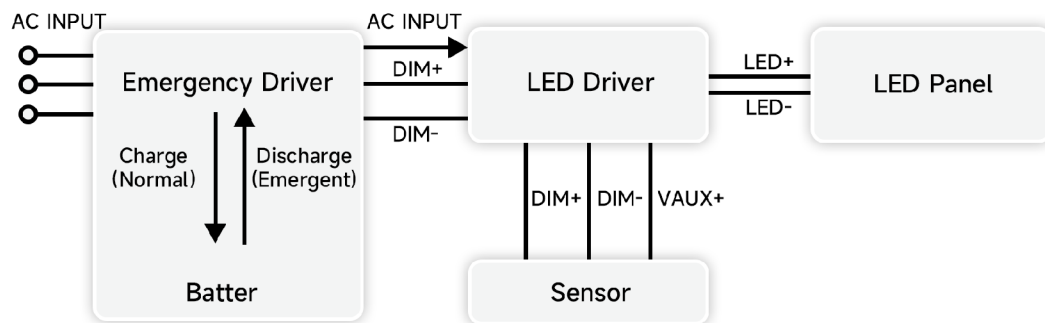 AC INPUT
AC INPUT
Emergency Driver
DIM+
DIM-
LED Driver
LED+
LED-
LED Panel
Charge
(Normal)
Discharge
(Emergent)
DIM+
DIM-
VAUX+
Batter
Sensor